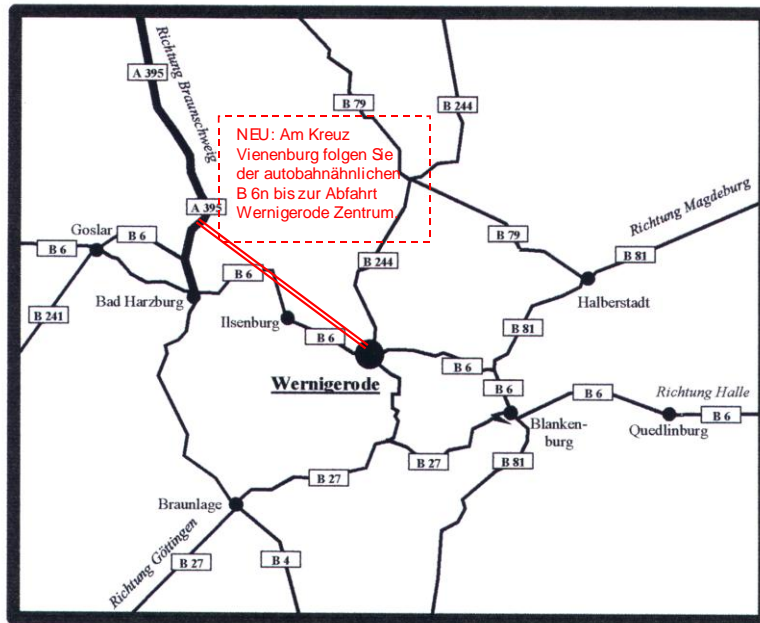 Richtung Braunschweig
A 395
B 79
B 244
NEU: Am Kreuz
Vienenburg folgen Sie
der autobahnähnlichen
B 6n bis zur Abfahrt
Wernigerode Zentrum.
A 395
Goslar
B 6
B 6
B 79
Richtung Magdeburg
B 81
B 244
B 6
Bad Harzburg
Halberstadt
B 241
Ilsenburg
B 6
B 81
B 6
Wernigerode
B 6
B 6
Richtung Halle
B 6
Blanken-
burg
Quedlinburg
B 27
B 81
B 27
Braunlage
Richtung Göttingen
B 27
B 4